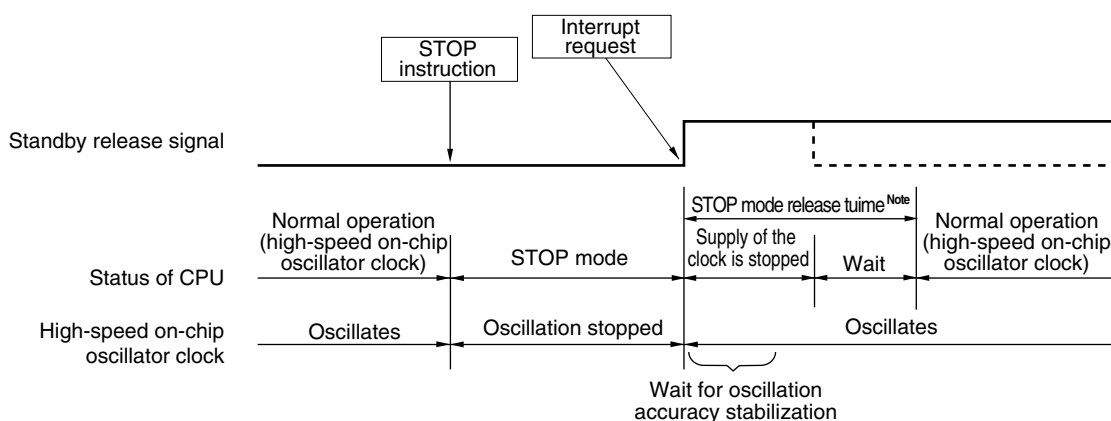 Interrupt
request
STOP
instruction
Standby release signal
STOP mode release tuime Note
Normal operation
(high-speed on-chip
oscillator clock)
Supply of the
clock is stopped
Normal operation
(high-speed on-chip
oscillator clock)
Status of CPU
STOP mode
Wait
High-speed on-chip
oscillator clock
Oscillates
Oscillation stopped
Oscillates
Wait for oscillation
accuracy stabilization